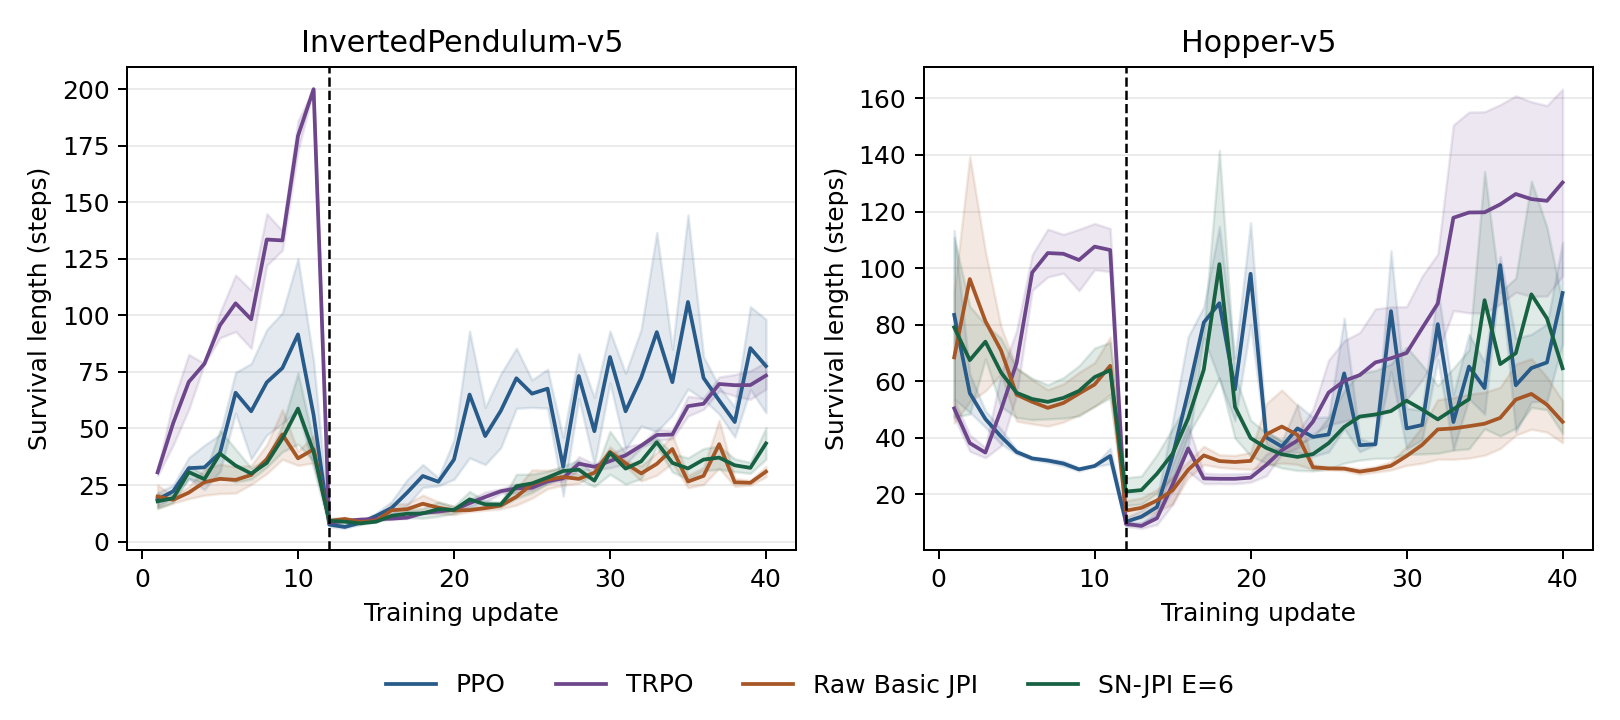 InvertedPendulum-v5
Hopper-v5
Survival length (steps)
200
175
150
125
100
75
50
25
0
0 10 20 30 40
Training update
Survival length (steps)
160
140
120
100
80
60
40
20
0 10 20 30 40
Training update
PPO TRPO Raw Basic JPI SN-JPI E=6